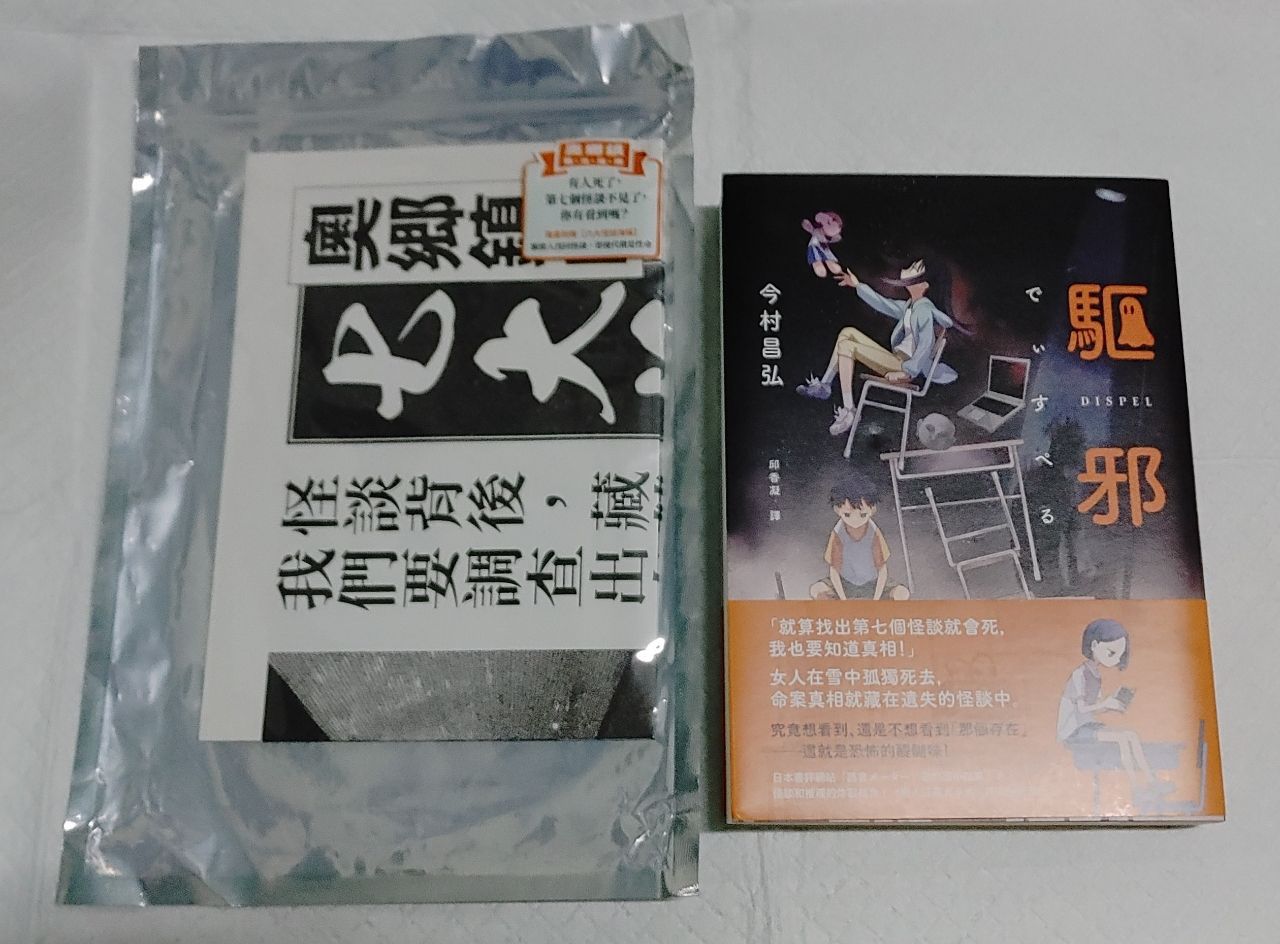 奧鄉鎮
七大
怪談背後，藏
我們要調查出
有人死了，
第七個怪談不見了，
你有看到嗎？
今村昌弘
でぃすぺる
驅邪
DISPEL
邱香凝 譯
「就算找出第七個怪談就會死，
我也要知道真相！」
女人在雪中孤獨死去，
命案真相就藏在遺失的怪談中。
究竟想看到、還是不想看到「那個存在」
——這就是恐怖的醍醐味！